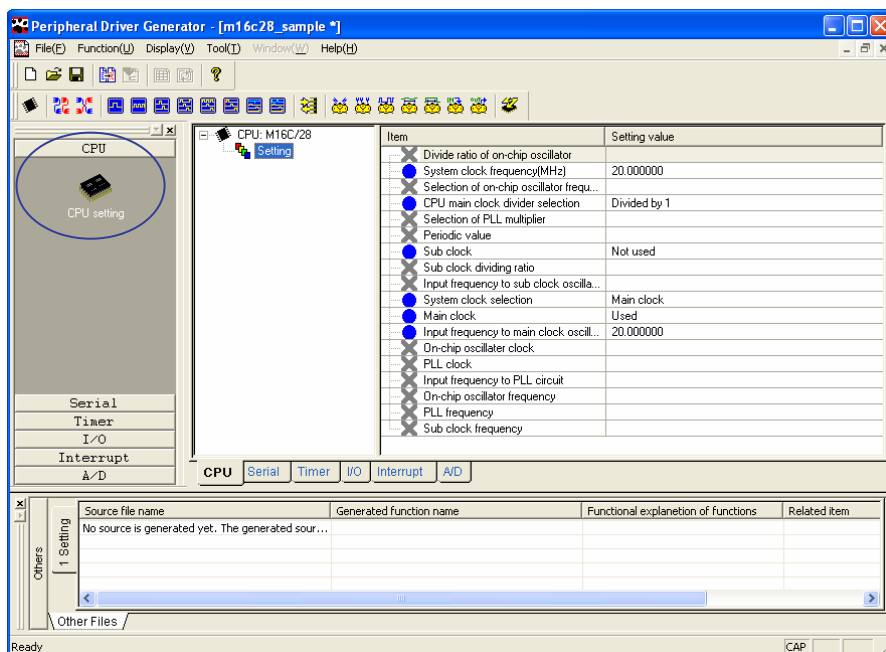 Peripheral Driver Generator - [m16c28_sample *]
File(F) Function(U) Display(V) Tool(T) Window(W) Help(H)
CPU
CPU setting
Serial
Timer
I/O
Interrupt
A/D
CPU: M16C/28
Setting
Item Setting value
Divide ratio of on-chip oscillator
System clock frequency(MHz) 20.000000
Selection of on-chip oscillator frequ...
CPU main clock divider selection Divided by 1
Selection of PLL multiplier
Periodic value
Sub clock Not used
Sub clock dividing ratio
Input frequency to sub clock oscilla...
System clock selection Main clock
Main clock Used
Input frequency to main clock oscill... 20.000000
On-chip oscillater clock
PLL clock
Input frequency to PLL circuit
On-chip oscillator frequency
PLL frequency
Sub clock frequency
CPU Serial Timer I/O Interrupt A/D
Others
1 Setting
Source file name Generated function name Functional explanetion of functions Related item
No source is generated yet. The generated sour...
Other Files
Ready CAP